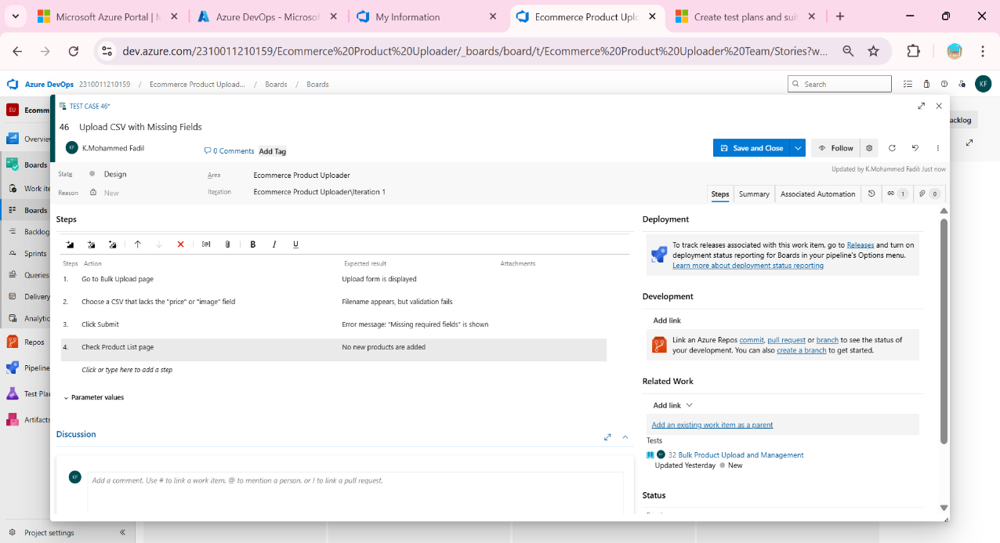 Microsoft Azure Portal | M
Azure DevOps - Microsof
My Information
Ecommerce Product Uplo
Create test plans and suit
dev.azure.com/2310011210159/Ecommerce%20Product%20Uploader/_boards/board/t/Ecommerce%20Product%20Uploader%20Team/Stories?w...
Azure DevOps 2310011210159 / Ecommerce Product Upload... / Boards / Boards
Search
KF
EU Ecomm
Overvie
Boards
Work ite
Boards
Backlog
Sprints
Queries
Delivery
Analytic
Repos
Pipeline
Test Pla
Artifacts
Project settings
acklog
TEST CASE 46*
46 Upload CSV with Missing Fields
KF K.Mohammed Fadil
0 Comments Add Tag
Save and Close
Follow
State Design
Area Ecommerce Product Uploader
Updated by K.Mohammed Fadil: Just now
Reason New
Iteration Ecommerce Product Uploader\Iteration 1
Steps Summary Associated Automation 1 0
Steps
B I U
Steps Action Expected result Attachments
1. Go to Bulk Upload page Upload form is displayed
2. Choose a CSV that lacks the "price" or "image" field Filename appears, but validation fails
3. Click Submit Error message: "Missing required fields" is shown
4. Check Product List page No new products are added
Click or type here to add a step
Parameter values
Discussion
KF
Add a comment. Use # to link a work item, @ to mention a person, or ! to link a pull request.
Deployment
To track releases associated with this work item, go to Releases and turn on
deployment status reporting for Boards in your pipeline's Options menu.
Learn more about deployment status reporting
Development
Add link
Link an Azure Repos commit, pull request or branch to see the status of
your development. You can also create a branch to get started.
Related Work
Add link
Add an existing work item as a parent
Tests
32 Bulk Product Upload and Management
Updated Yesterday New
Status